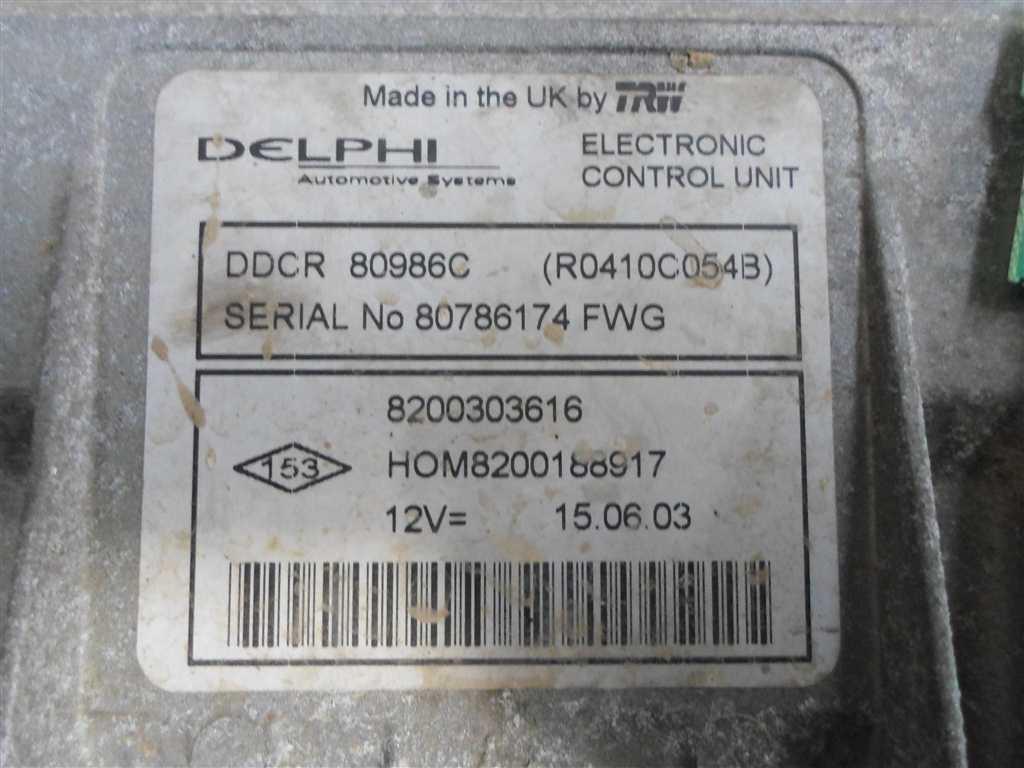 Made in the UK by TRW
DELPHI
Automotive Systems
ELECTRONIC
CONTROL UNIT
DDCR 80986C (R0410C054B)
SERIAL No 80786174 FWG
8200303616
153 HOM8200188917
12V= 15.06.03